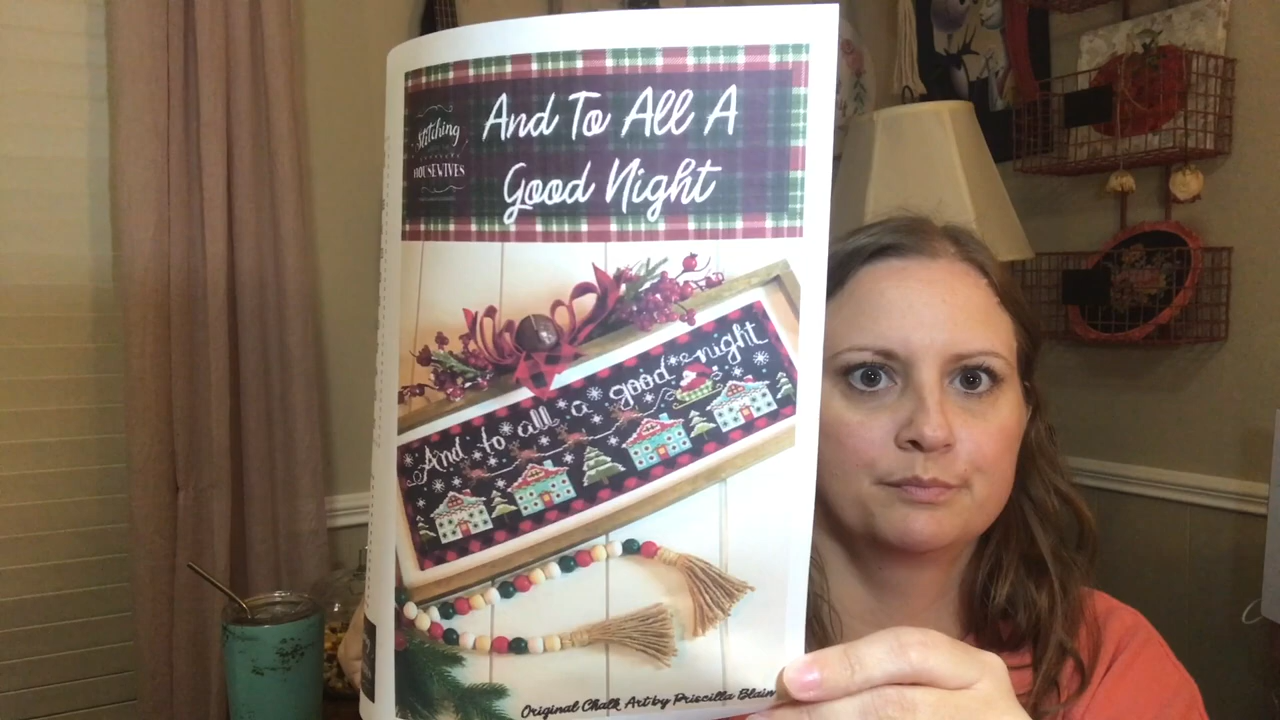 And To All A
Good Night
Stitching
HOUSEWIVES
And to all a good night
Original Chalk Art by Priscilla Blain